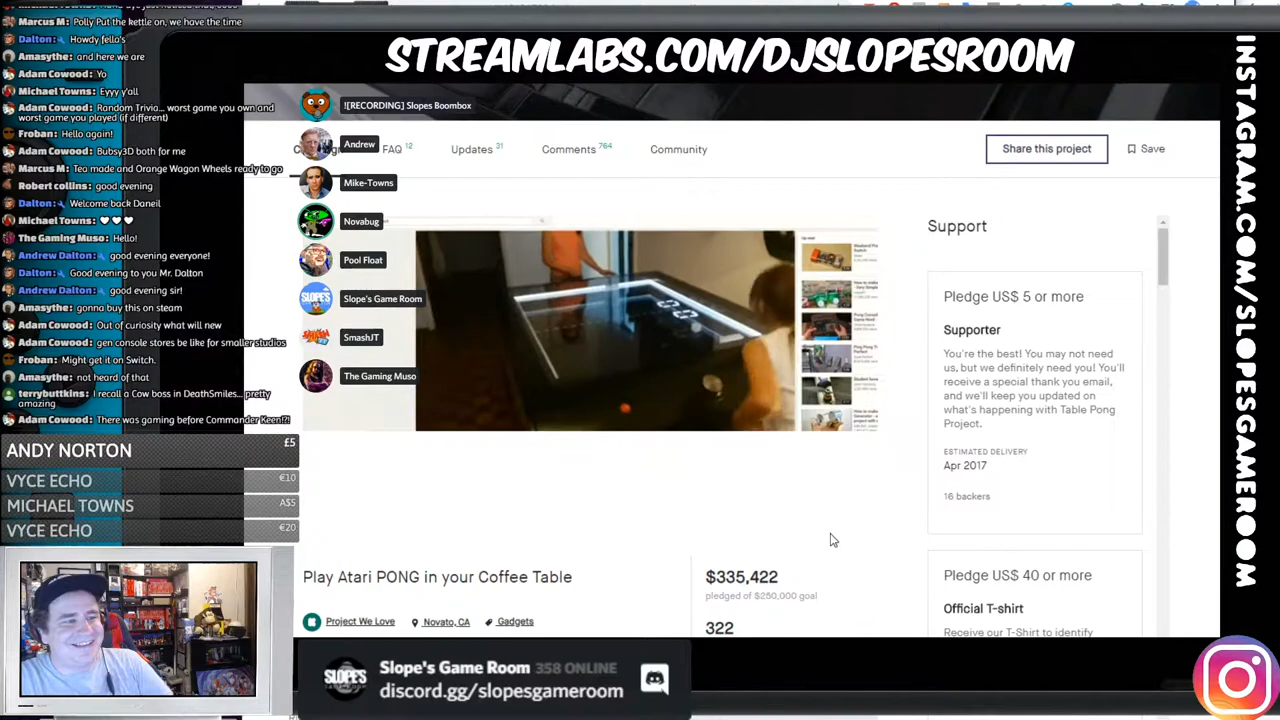 Marcus M: Polly Put the kettle on, we have the time
Dalton: Howdy fella's
Amasythe: and here we are
Adam Cowood: Yo
Michael Towns: Eyyy y'all
Adam Cowood: Random Trivia... worst game you own and
worst game you played (if different)
Froban: Hello again!
Adam Cowood: Bubsy3D both for me
Marcus M: Tea made and Orange Wagon Wheels ready to go
Robert collins: good evening
Dalton: Welcome back Daneil
Michael Towns: ♥ ♥ ♥
The Gaming Muso: Hello!
Andrew Dalton: good evening everyone!
Dalton: Good evening to you Mr. Dalton
Andrew Dalton: good evening sir!
Amasythe: gonna buy this on steam
Adam Cowood: Out of curiosity what will new
Adam Cowood: gen console stores be like for smaller studios
Froban: Might get it on Switch
Amasythe: not heard of that
terrybutkins: I recall cow bins in DeathSmiles... pretty
amazing
Adam Cowood: There was gaming before Commander Keen!?!
ANDY NORTON £5
VYCE ECHO €10
MICHAEL TOWNS A$5
VYCE ECHO €20
STREAMLABS.COM/DJSLOPESROOM
![RECORDING] Slopes Boombox
Andrew
Mike-Towns
Novabug
Pool Float
Slope's Game Room
SmashJT
The Gaming Muso
FAQ 12
Updates 31
Comments 764
Community
Share this project
Save
Support
Pledge US$ 5 or more
Supporter
You're the best! You may not need
us, but we definitely need you! You'll
receive a special thank you email,
and we'll keep you updated on
what's happening with Table Pong
Project.
ESTIMATED DELIVERY
Apr 2017
16 backers
Pledge US$ 40 or more
Official T-shirt
Receive our T-Shirt to identify
Play Atari PONG in your Coffee Table
Project We Love
Novato, CA
Gadgets
$335,422
pledged of $250,000 goal
322
SLOPES
Slope's Game Room 358 ONLINE
discord.gg/slopesgameroom
INSTAGRAM.COM/SLOPESGAMEROOM